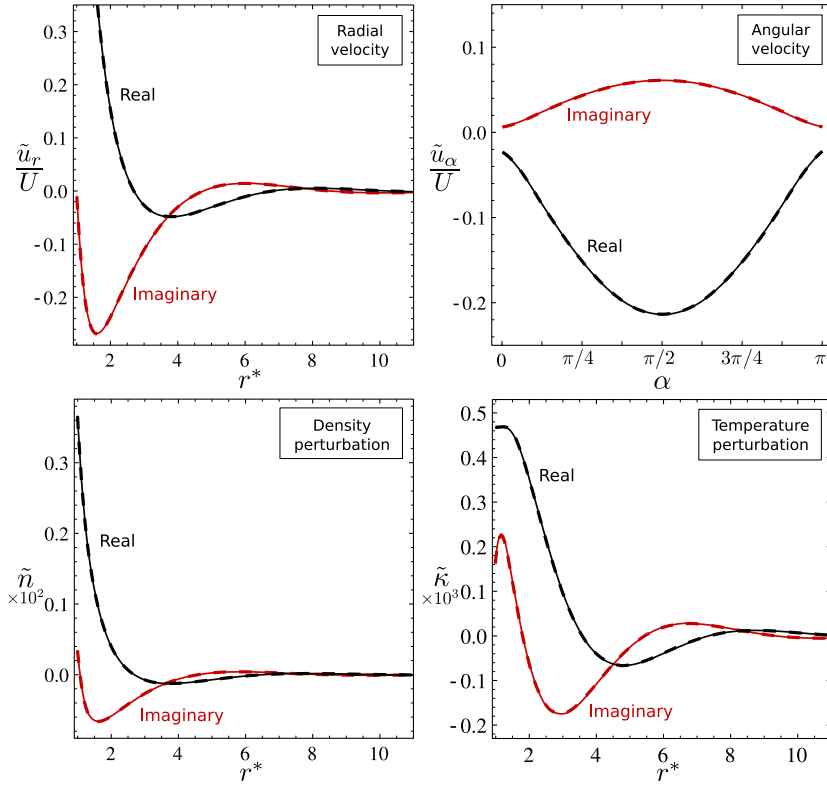 Radial
velocity
0.3
0.2
0.1
0.0
-0.1
-0.2
ũ_r
U
Real
Imaginary
2 4 6 8 10
r*
Angular
velocity
0.1
0.0
-0.1
-0.2
ũ_α
U
Imaginary
Real
0 π/4 π/2 3π/4 π
α
Density
perturbation
0.3
0.2
0.1
0.0
ñ
×10²
Real
Imaginary
2 4 6 8 10
r*
Temperature
perturbation
0.5
0.4
0.3
0.2
0.1
0.0
-0.1
-0.2
κ̃
×10³
Real
Imaginary
2 4 6 8 10
r*